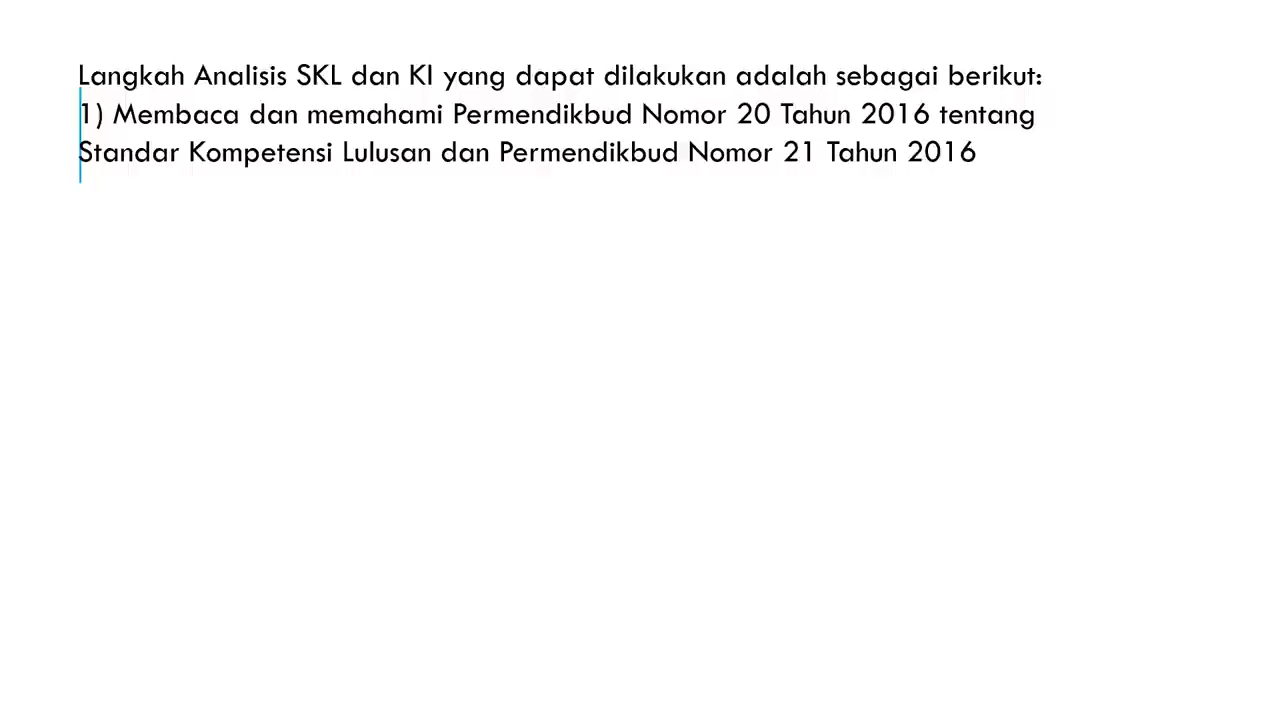 Langkah Analisis SKL dan KI yang dapat dilakukan adalah sebagai berikut:
1) Membaca dan memahami Permendikbud Nomor 20 Tahun 2016 tentang
Standar Kompetensi Lulusan dan Permendikbud Nomor 21 Tahun 2016